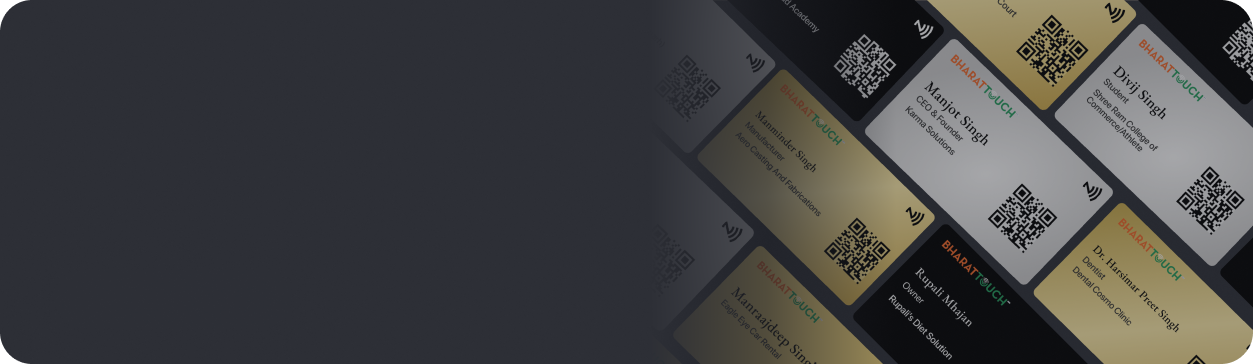 d Academy
Court
BHARATTOUCH
Manminder Singh
Manufacturer
Aero Casting And Fabrications
BHARATTOUCH
Manjot Singh
CEO & Founder
Karma Solutions
BHARATTOUCH
Divij Singh
Student
Shree Ram College of
Commerce/Athlete
BHARATTOUCH
Manraajdeep Sing
Eagle Eye Car Rental
BHARATTOUCH
Rupali Mhajan
Owner
Rupali's Diet Solution
BHARATTOUCH
Dr. Harsimar Preet Singh
Dentist
Dental Cosmo Clinic